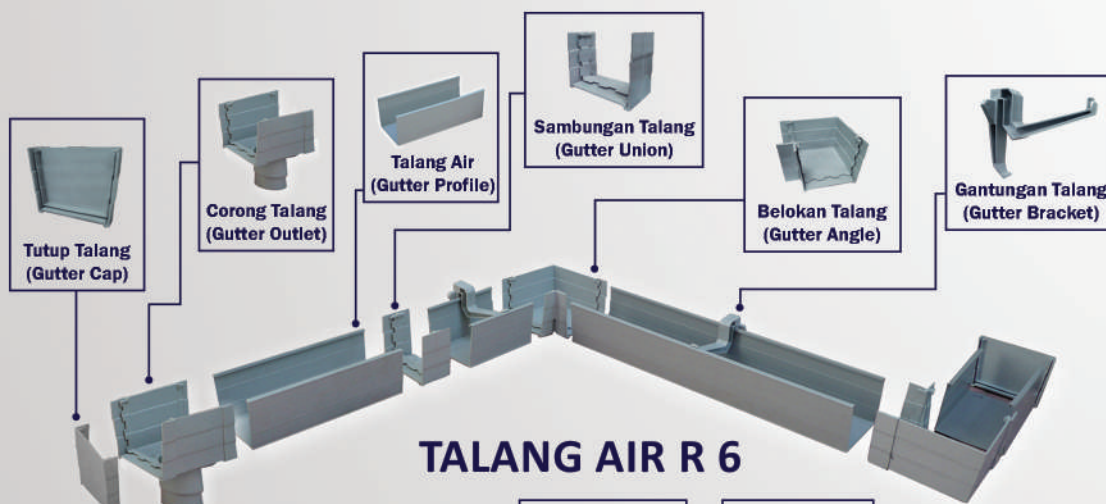 Tutup Talang
(Gutter Cap)
Corong Talang
(Gutter Outlet)
Talang Air
(Gutter Profile)
Sambungan Talang
(Gutter Union)
Belokan Talang
(Gutter Angle)
Gantungan Talang
(Gutter Bracket)
TALANG AIR R 6